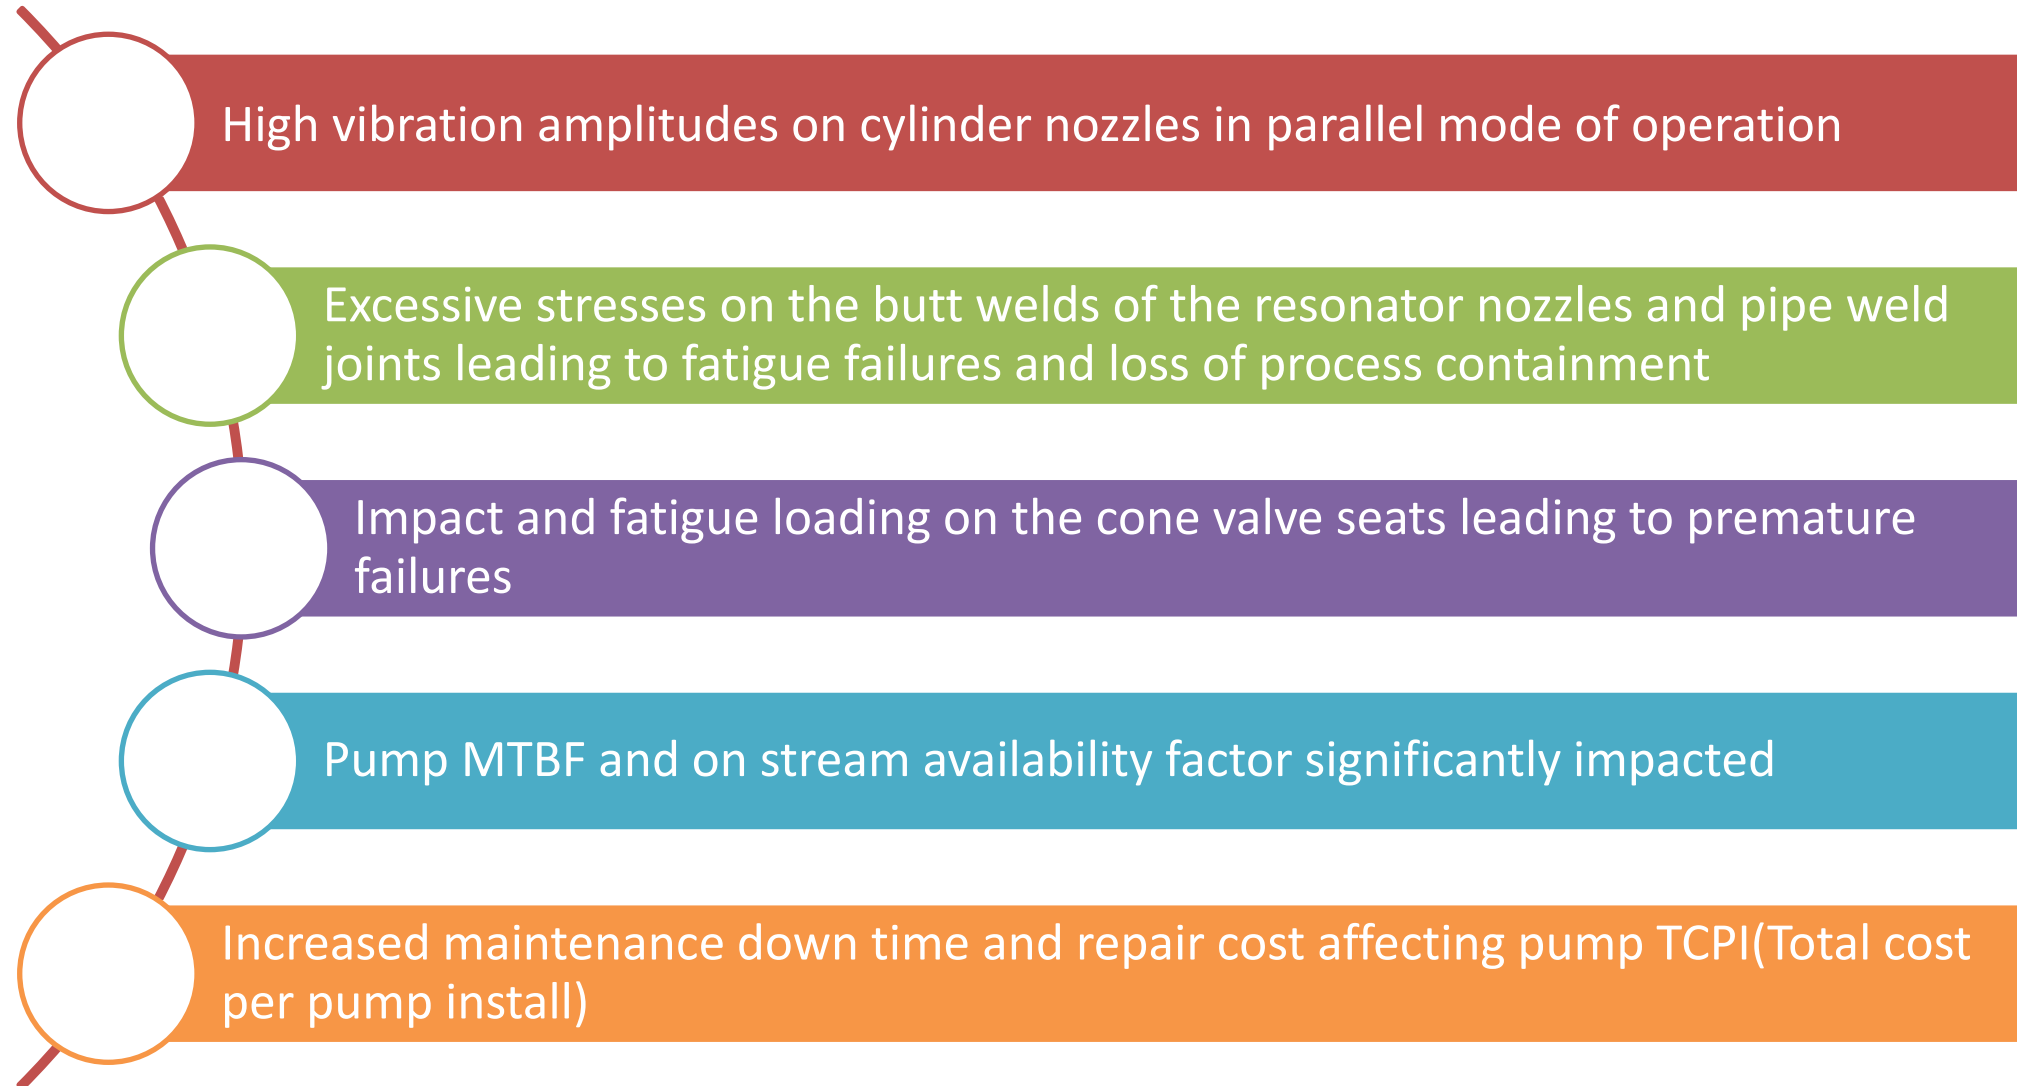 High vibration amplitudes on cylinder nozzles in parallel mode of operation
Excessive stresses on the butt welds of the resonator nozzles and pipe weld
joints leading to fatigue failures and loss of process containment
Impact and fatigue loading on the cone valve seats leading to premature
failures
Pump MTBF and on stream availability factor significantly impacted
Increased maintenance down time and repair cost affecting pump TCPI(Total cost
per pump install)